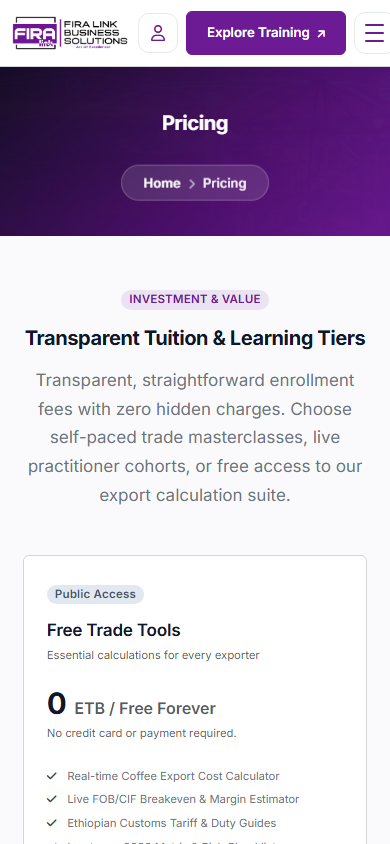 FIRA
FIRA LINK
BUSINESS
SOLUTIONS
Explore Training
Pricing
Home
Pricing
INVESTMENT & VALUE
Transparent Tuition & Learning Tiers
Transparent, straightforward enrollment
fees with zero hidden charges. Choose
self-paced trade masterclasses, live
practitioner cohorts, or free access to our
export calculation suite.
Public Access
Free Trade Tools
Essential calculations for every exporter
0 ETB / Free Forever
No credit card or payment required.
Real-time Coffee Export Cost Calculator
Live FOB/CIF Breakeven & Margin Estimator
Ethiopian Customs Tariff & Duty Guides